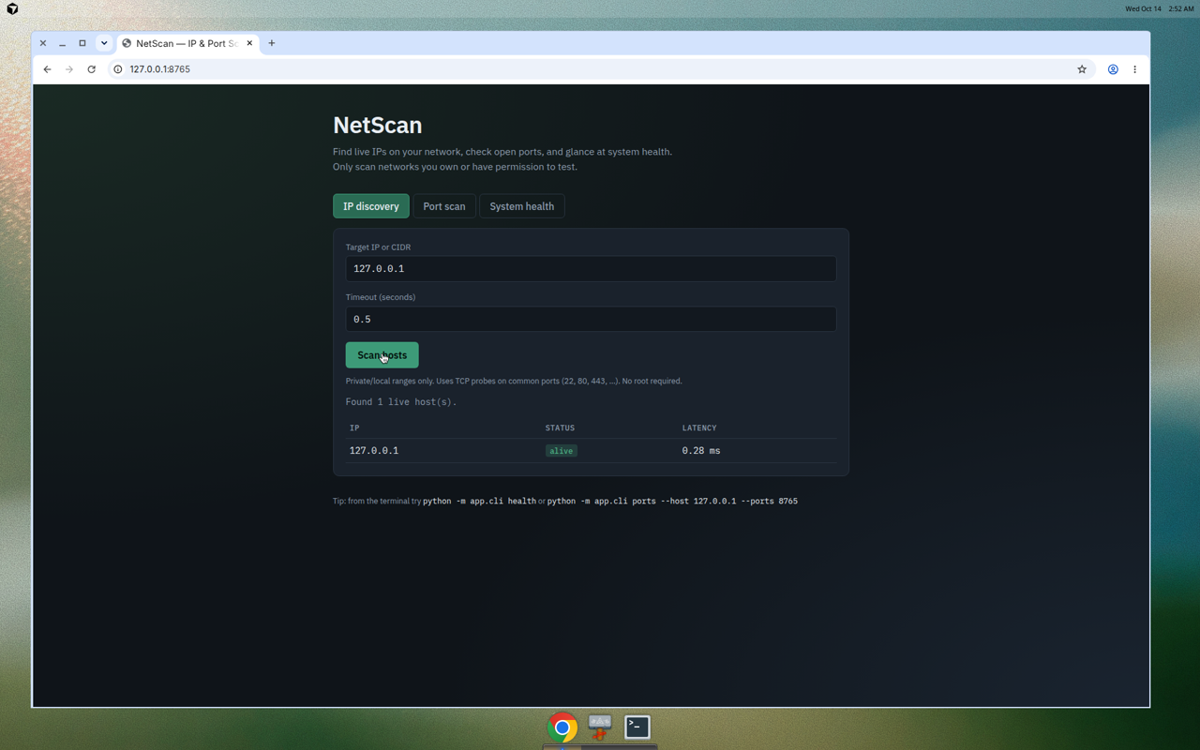 Wed Oct 14 2:52 AM
NetScan — IP & Port Sc
127.0.0.1:8765
NetScan
Find live IPs on your network, check open ports, and glance at system health.
Only scan networks you own or have permission to test.
IP discovery Port scan System health
Target IP or CIDR
127.0.0.1
Timeout (seconds)
0.5
Scan hosts
Private/local ranges only. Uses TCP probes on common ports (22, 80, 443, …). No root required.
Found 1 live host(s).
IP STATUS LATENCY
127.0.0.1 alive 0.28 ms
Tip: from the terminal try python -m app.cli health or python -m app.cli ports --host 127.0.0.1 --ports 8765